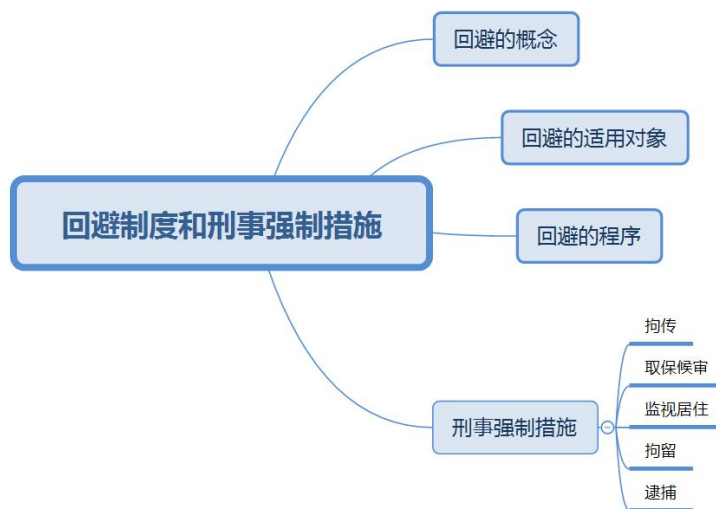 回避的概念
回避的适用对象
回避制度和刑事强制措施
回避的程序
刑事强制措施
拘传
取保候审
监视居住
拘留
逮捕